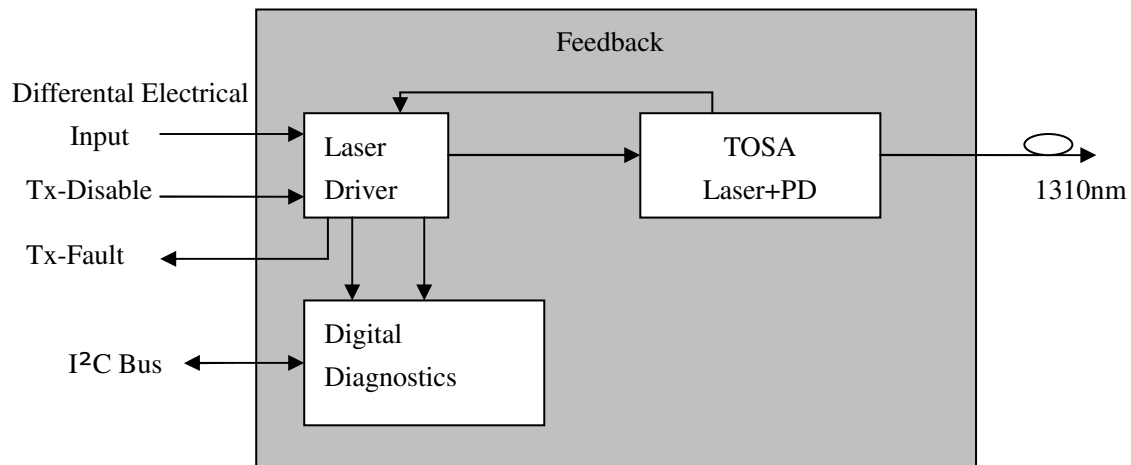 Feedback
Differental Electrical
Input
Laser
Driver
TOSA
Laser+PD
1310nm
Tx-Disable
Tx-Fault
Digital
Diagnostics
I²C Bus